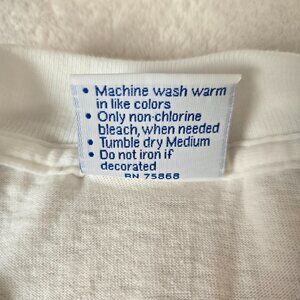 • Machine wash warm
in like colors
• Only non-chlorine
bleach, when needed
• Tumble dry Medium
• Do not iron if
decorated
RN 75868